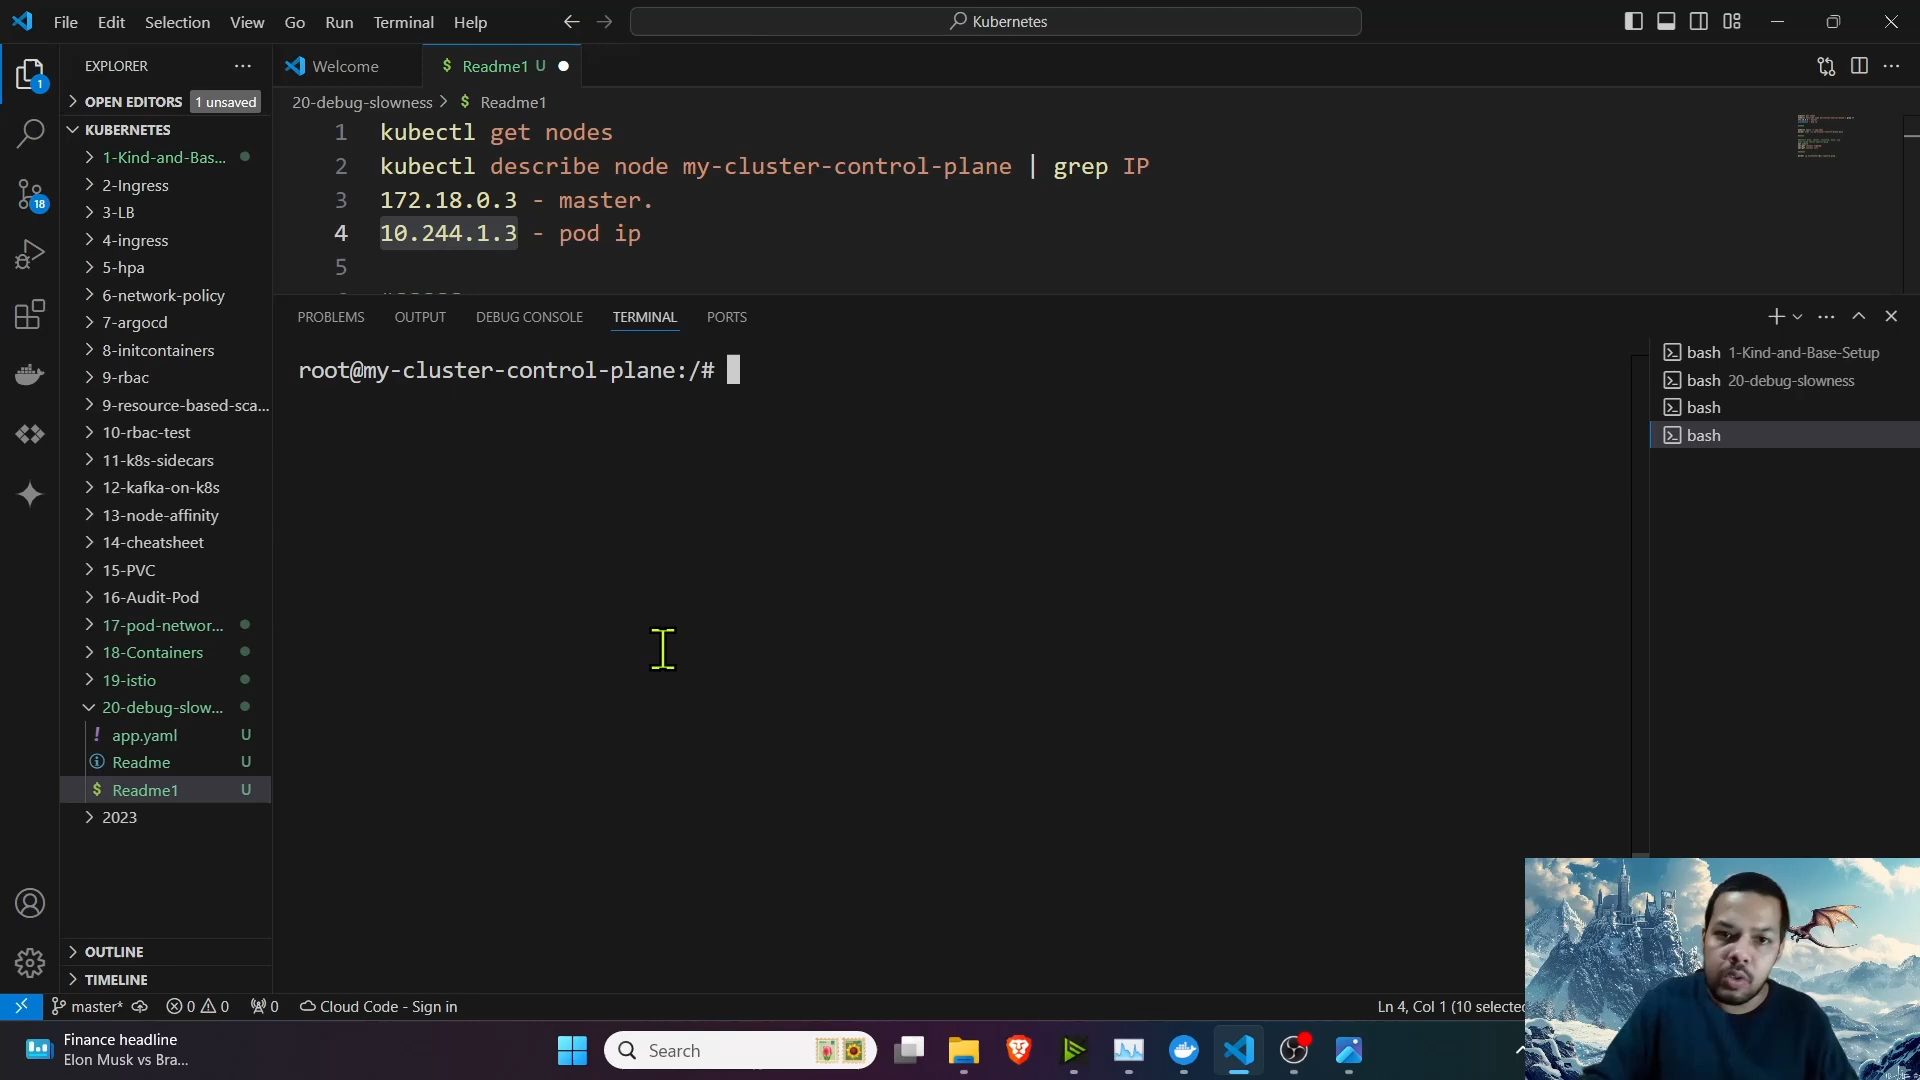 File Edit Selection View Go Run Terminal Help
Kubernetes
EXPLORER
OPEN EDITORS 1 unsaved
KUBERNETES
1-Kind-and-Bas...
2-Ingress
3-LB
4-ingress
5-hpa
6-network-policy
7-argocd
8-initcontainers
9-rbac
9-resource-based-sca...
10-rbac-test
11-k8s-sidecars
12-kafka-on-k8s
13-node-affinity
14-cheatsheet
15-PVC
16-Audit-Pod
17-pod-networ...
18-Containers
19-istio
20-debug-slow...
! app.yaml U
Readme U
$ Readme1 U
2023
OUTLINE
TIMELINE
1
18
Welcome
$ Readme1 U
20-debug-slowness > $ Readme1
1 kubectl get nodes
2 kubectl describe node my-cluster-control-plane | grep IP
3 172.18.0.3 - master.
4 10.244.1.3 - pod ip
5
PROBLEMS OUTPUT DEBUG CONSOLE TERMINAL PORTS
root@my-cluster-control-plane:/#
bash 1-Kind-and-Base-Setup
bash 20-debug-slowness
bash
bash
master* 0 0 0 Cloud Code - Sign in
Ln 4, Col 1 (10 selected
Finance headline
Elon Musk vs Bra...
Search